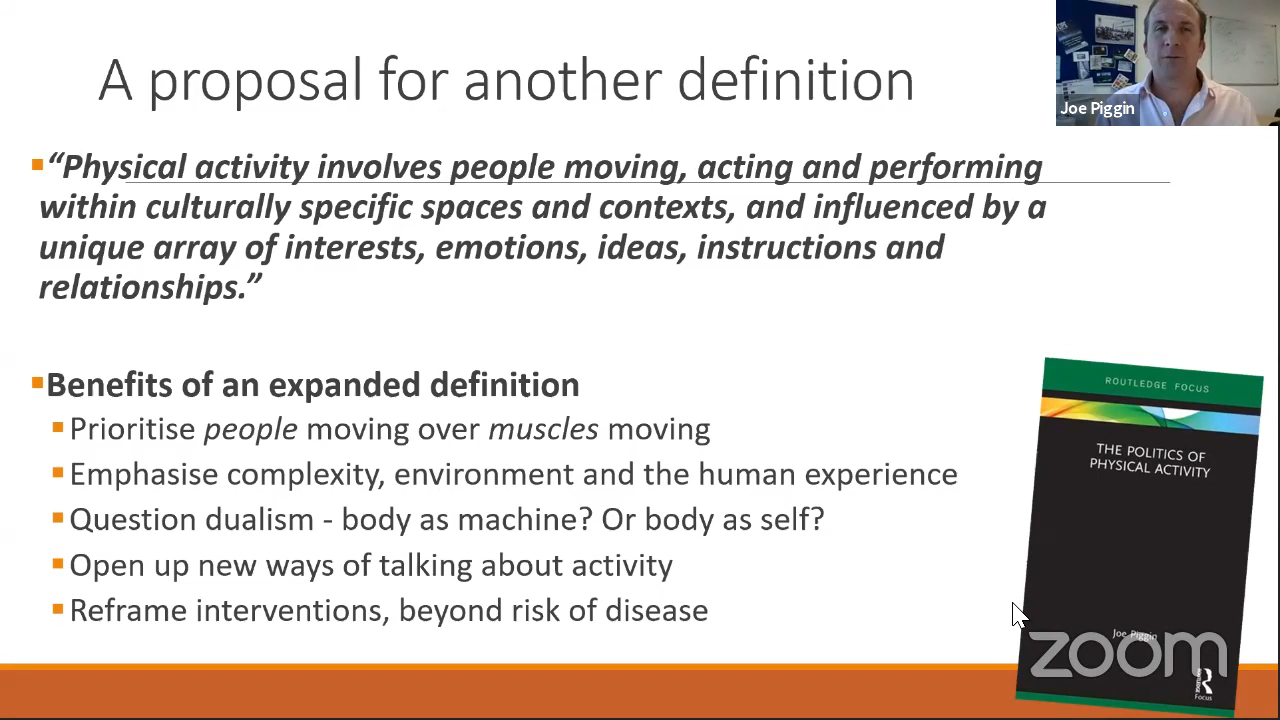 A proposal for another definition
Joe Piggin
“Physical activity involves people moving, acting and performing
within culturally specific spaces and contexts, and influenced by a
unique array of interests, emotions, ideas, instructions and
relationships.”
Benefits of an expanded definition
Prioritise people moving over muscles moving
Emphasise complexity, environment and the human experience
Question dualism - body as machine? Or body as self?
Open up new ways of talking about activity
Reframe interventions, beyond risk of disease
ROUTLEDGE FOCUS
THE POLITICS OF
PHYSICAL ACTIVITY
Joe Piggin
zoom
ROUTLEDGE
Focus